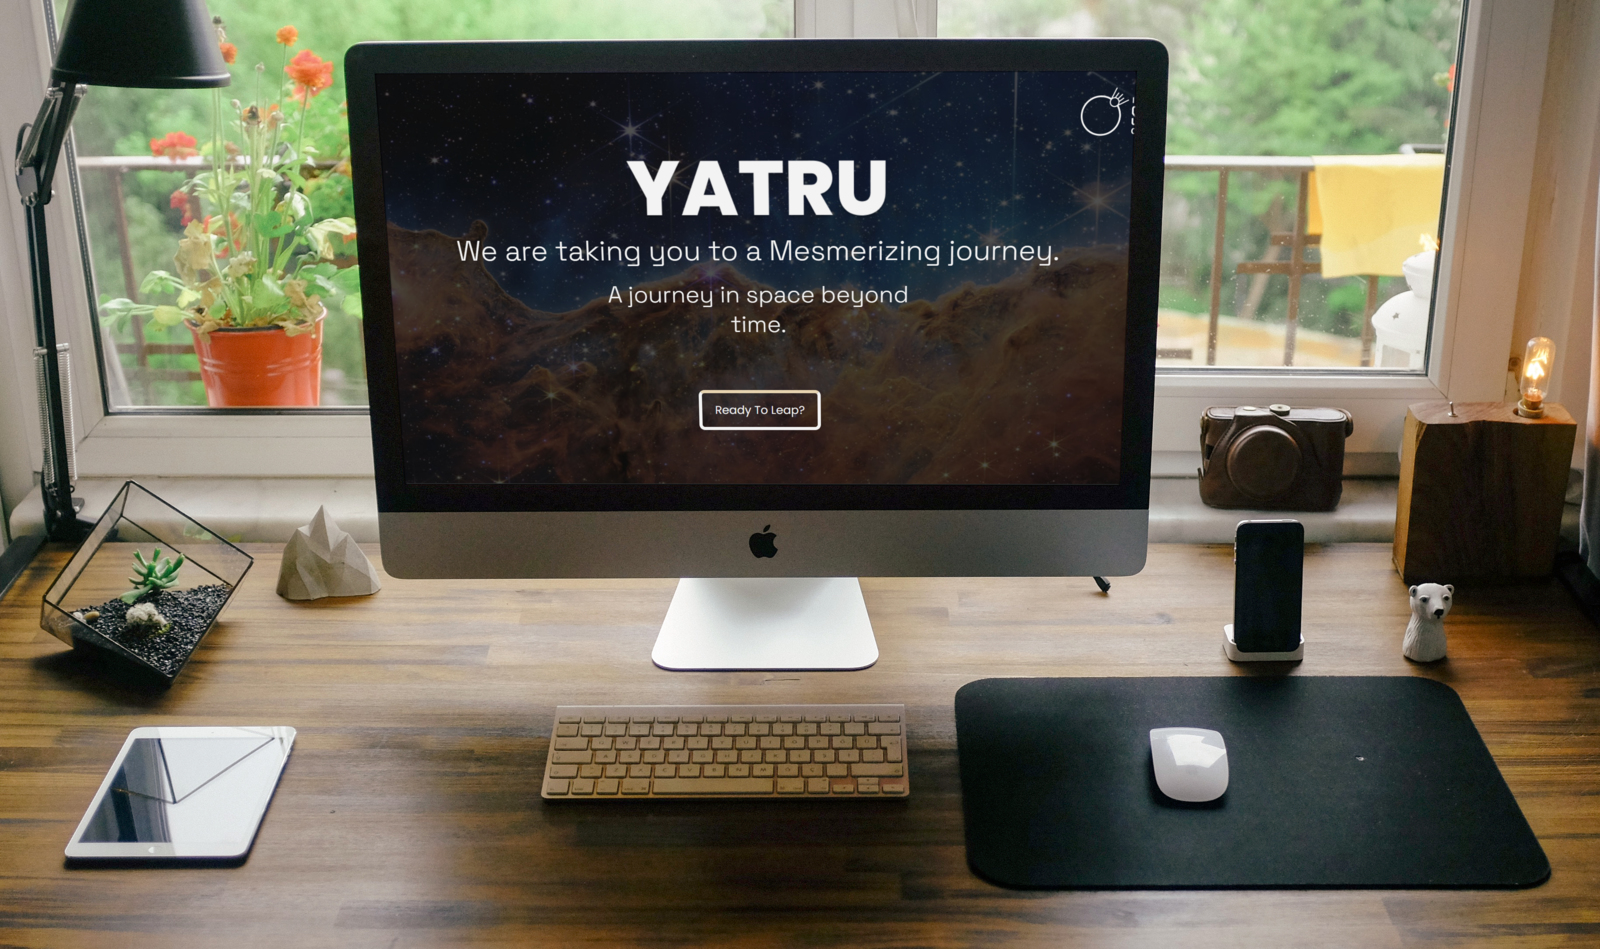 YATRU
We are taking you to a Mesmerizing journey.
A journey in space beyond
time.
Ready To Leap?